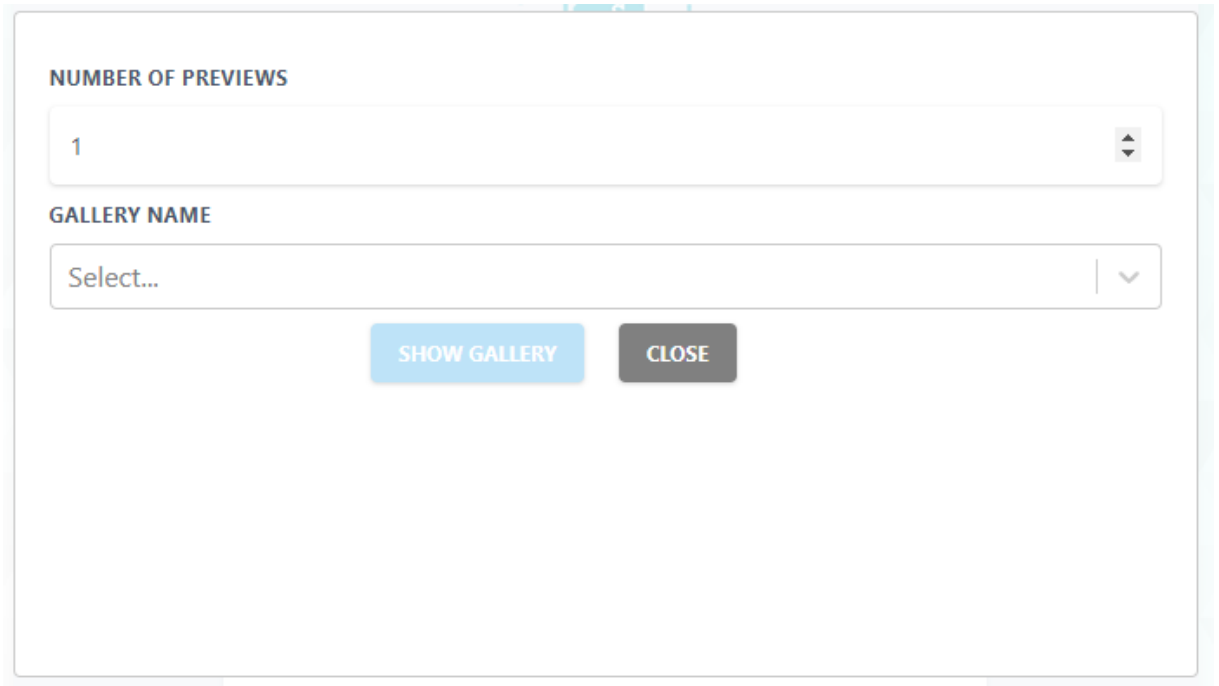 NUMBER OF PREVIEWS
1
GALLERY NAME
Select...
SHOW GALLERY CLOSE